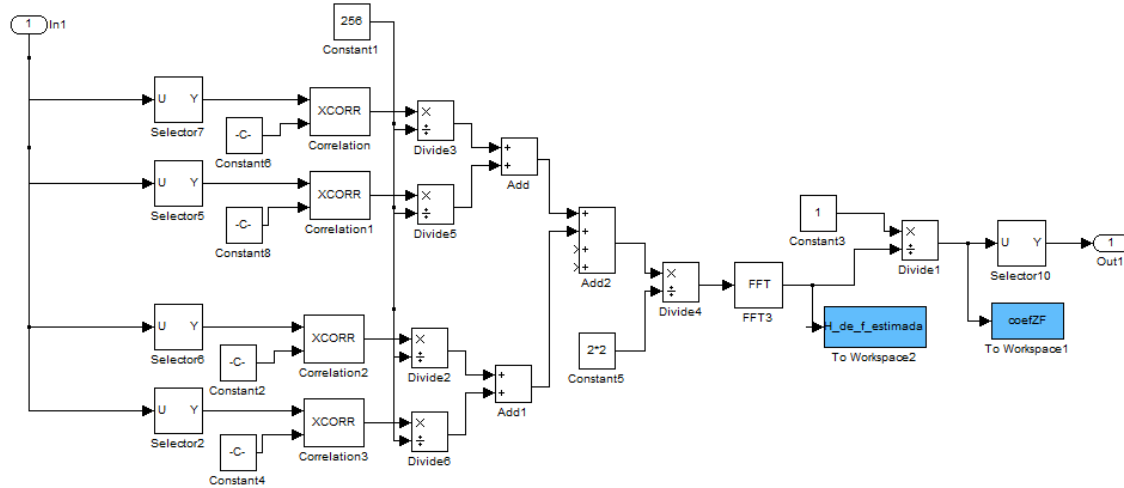 1
In1
256
Constant1
U Y
Selector7
-C-
Constant6
XCORR
Correlation
×
÷
Divide3
+
+
Add
U Y
Selector5
-C-
Constant8
XCORR
Correlation1
×
÷
Divide5
+
+
×+
×+
Add2
×
÷
Divide4
2*2
Constant5
FFT
FFT3
1
Constant3
×
÷
Divide1
U Y
Selector10
1
Out1
H_de_f_estimada
To Workspace2
coefZF
To Workspace1
U Y
Selector6
-C-
Constant2
XCORR
Correlation2
×
÷
Divide2
+
+
Add1
U Y
Selector2
-C-
Constant4
XCORR
Correlation3
×
÷
Divide6